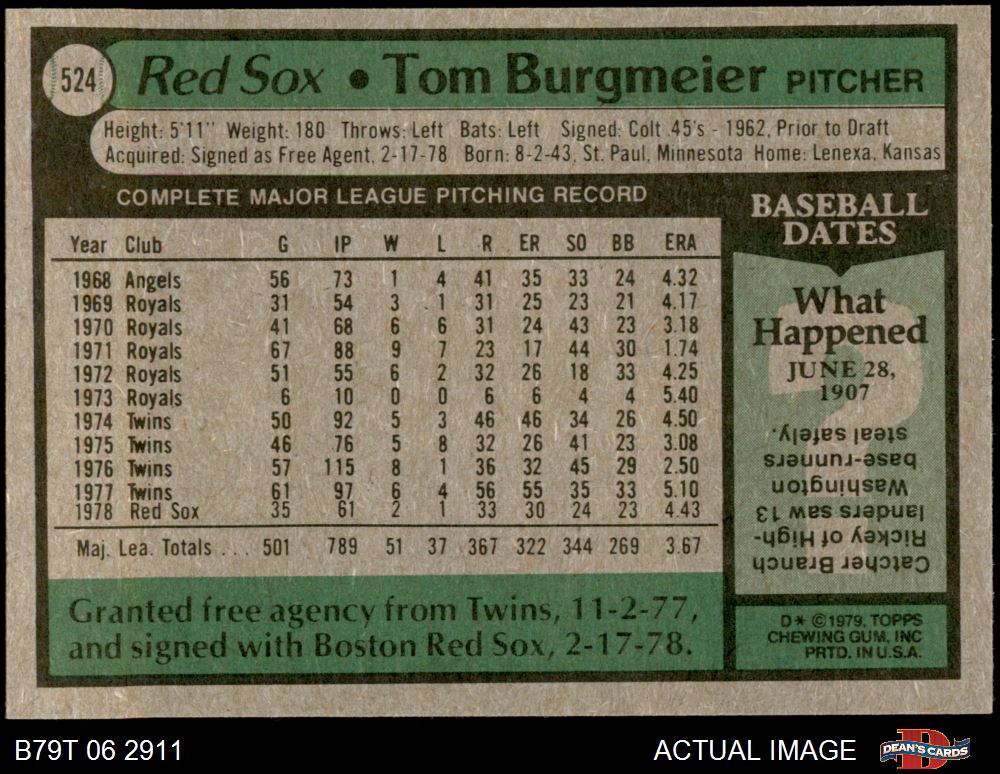 524 Red Sox • Tom Burgmeier PITCHER
Height: 5'11" Weight: 180 Throws: Left Bats: Left Signed: Colt .45's - 1962, Prior to Draft
Acquired: Signed as Free Agent, 2-17-78 Born: 8-2-43, St. Paul, Minnesota Home: Lenexa, Kansas
COMPLETE MAJOR LEAGUE PITCHING RECORD
Year Club G IP W L R ER SO BB ERA
1968 Angels 56 73 1 4 41 35 33 24 4.32
1969 Royals 31 54 3 1 31 25 23 21 4.17
1970 Royals 41 68 6 6 31 24 43 23 3.18
1971 Royals 67 88 9 7 23 17 44 30 1.74
1972 Royals 51 55 6 2 32 26 18 33 4.25
1973 Royals 6 10 0 0 6 6 4 4 5.40
1974 Twins 50 92 5 3 46 46 34 26 4.50
1975 Twins 46 76 5 8 32 26 41 23 3.08
1976 Twins 57 115 8 1 36 32 45 29 2.50
1977 Twins 61 97 6 4 56 55 35 33 5.10
1978 Red Sox 35 61 2 1 33 30 24 23 4.43
Maj. Lea. Totals ... 501 789 51 37 367 322 344 269 3.67
Granted free agency from Twins, 11-2-77,
and signed with Boston Red Sox, 2-17-78.
BASEBALL
DATES
What
Happened
JUNE 28,
1907
Catcher Branch
Rickey of High-
landers saw 13
Washington
base-runners
steal safely.
D* ©1979, TOPPS
CHEWING GUM, INC
PRTD. IN U.S.A.
B79T 06 2911
ACTUAL IMAGE
D
DEAN'S CARDS